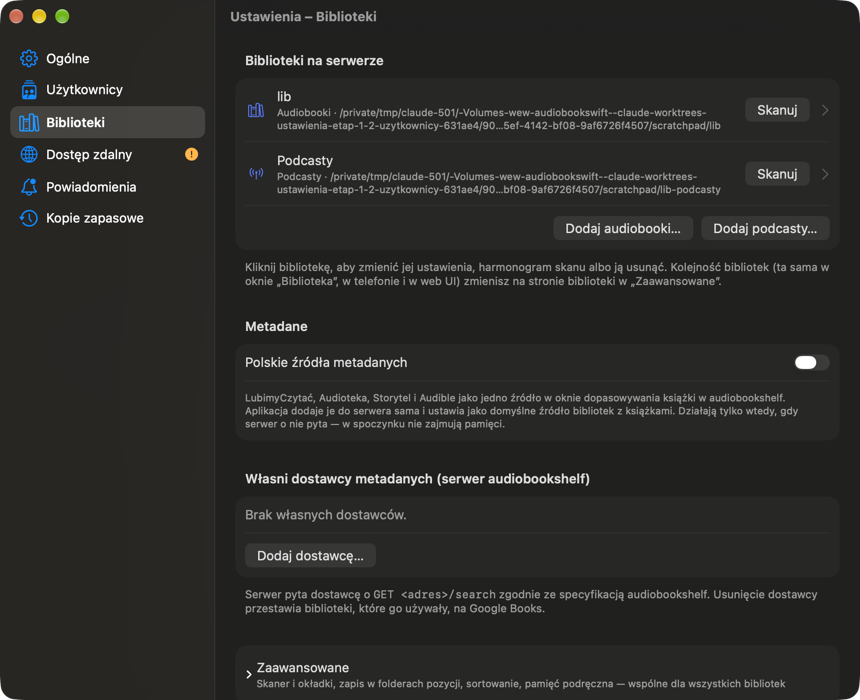 Ustawienia – Biblioteki
Ogólne
Użytkownicy
Biblioteki
Dostęp zdalny
Powiadomienia
Kopie zapasowe
Biblioteki na serwerze
lib
Audiobooki · /private/tmp/claude-501/-Volumes-wew-audiobookswift--claude-worktrees-
ustawienia-etap-1-2-uzytkownicy-631ae4/90...5ef-4142-bf08-9af6726f4507/scratchpad/lib
Skanuj
Podcasty
Podcasty · /private/tmp/claude-501/-Volumes-wew-audiobookswift--claude-worktrees-
ustawienia-etap-1-2-uzytkownicy-631ae4/90...bf08-9af6726f4507/scratchpad/lib-podcasty
Skanuj
Dodaj audiobooki...
Dodaj podcasty...
Kliknij bibliotekę, aby zmienić jej ustawienia, harmonogram skanu albo ją usunąć. Kolejność bibliotek (ta sama w
oknie „Biblioteka”, w telefonie i w web UI) zmienisz na stronie biblioteki w „Zaawansowane”.
Metadane
Polskie źródła metadanych
LubimyCzytać, Audioteka, Storytel i Audible jako jedno źródło w oknie dopasowywania książki w audiobookshelf.
Aplikacja dodaje je do serwera sama i ustawia jako domyślne źródło bibliotek z książkami. Działają tylko wtedy, gdy
serwer o nie pyta — w spoczynku nie zajmują pamięci.
Własni dostawcy metadanych (serwer audiobookshelf)
Brak własnych dostawców.
Dodaj dostawcę...
Serwer pyta dostawcę o GET <adres>/search zgodnie ze specyfikacją audiobookshelf. Usunięcie dostawcy
przestawia biblioteki, które go używały, na Google Books.
Zaawansowane
Skaner i okładki, zapis w folderach pozycji, sortowanie, pamięć podręczna — wspólne dla wszystkich bibliotek